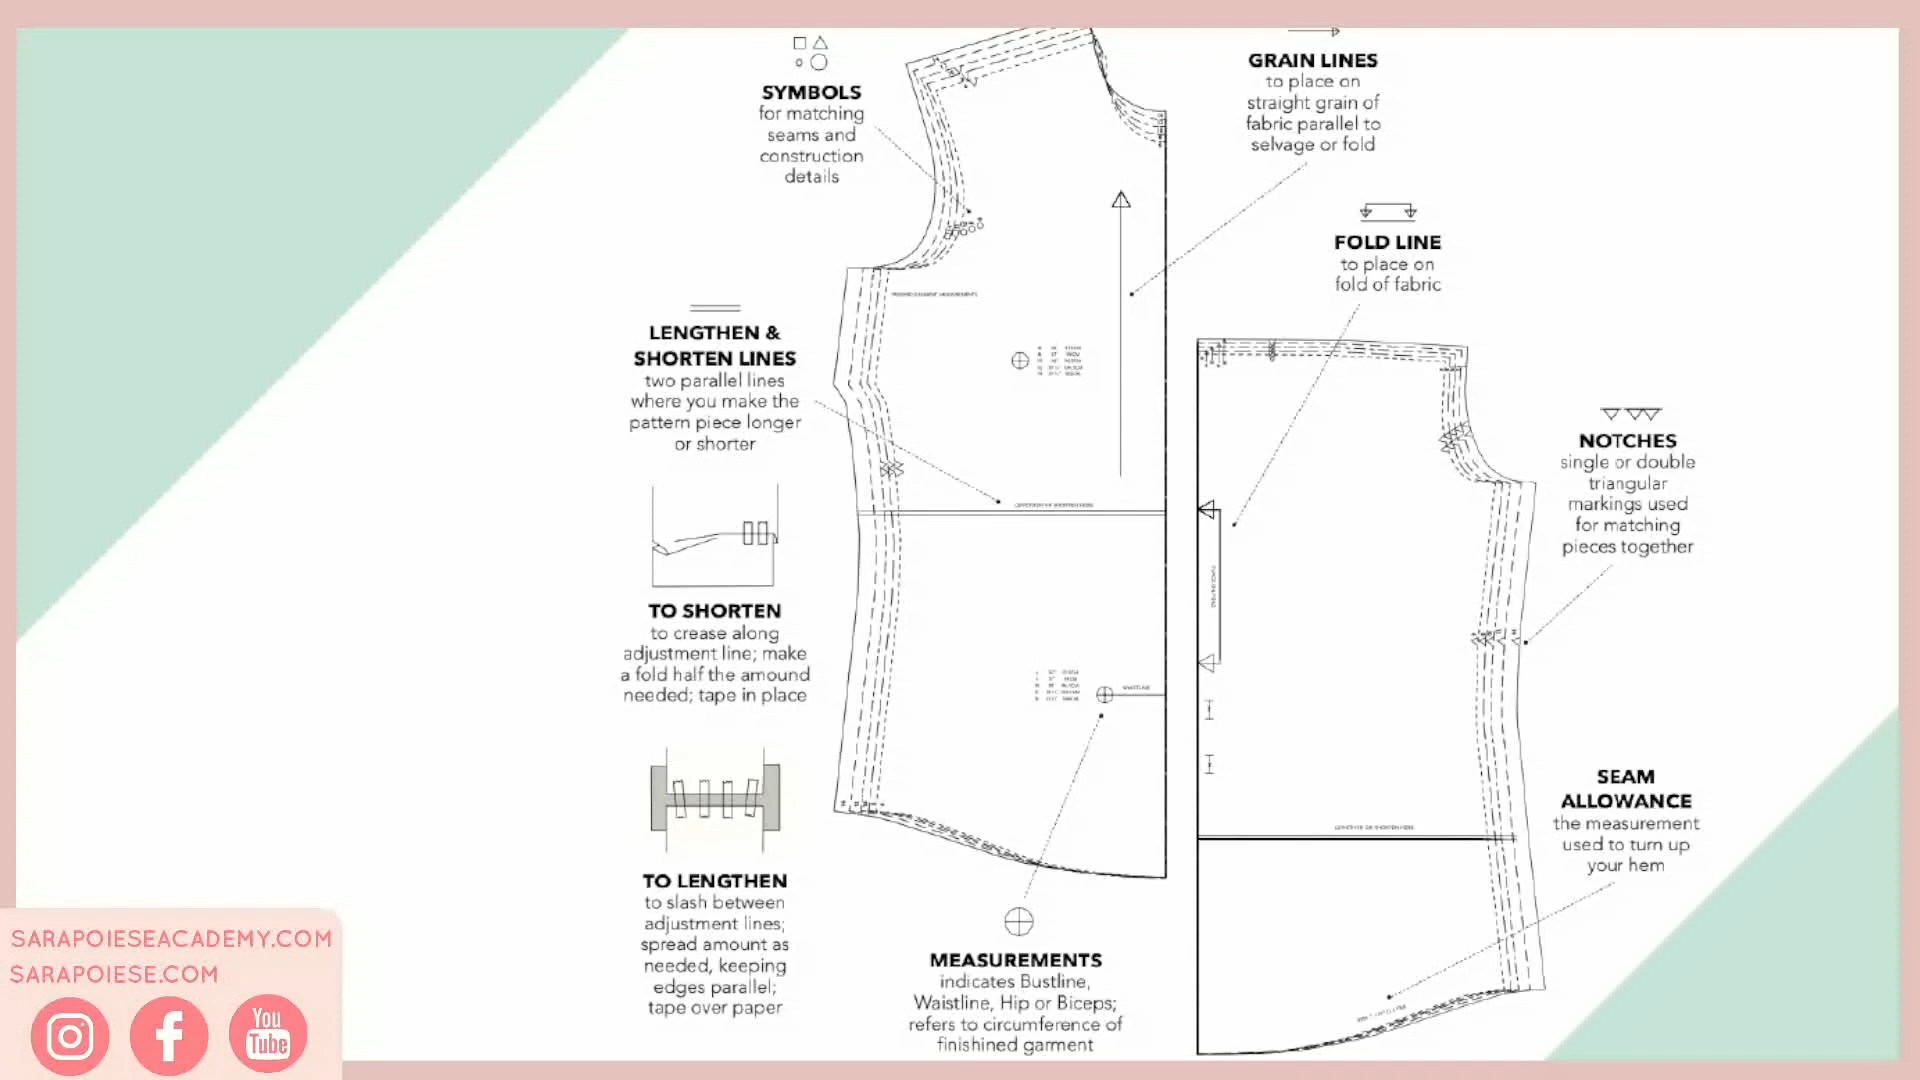 SYMBOLS
for matching
seams and
construction
details
GRAIN LINES
to place on
straight grain of
fabric parallel to
selvage or fold
FOLD LINE
to place on
fold of fabric
LENGTHEN &
SHORTEN LINES
two parallel lines
where you make the
pattern piece longer
or shorter
NOTCHES
single or double
triangular
markings used
for matching
pieces together
TO SHORTEN
to crease along
adjustment line; make
a fold half the amound
needed; tape in place
WAISTLINE
SEAM
ALLOWANCE
the measurement
used to turn up
your hem
TO LENGTHEN
to slash between
adjustment lines;
spread amount as
needed, keeping
edges parallel;
tape over paper
MEASUREMENTS
indicates Bustline,
Waistline, Hip or Biceps;
refers to circumference of
finishined garment
SARAPOIESEACADEMY.COM
SARAPOIESE.COM
You
Tube